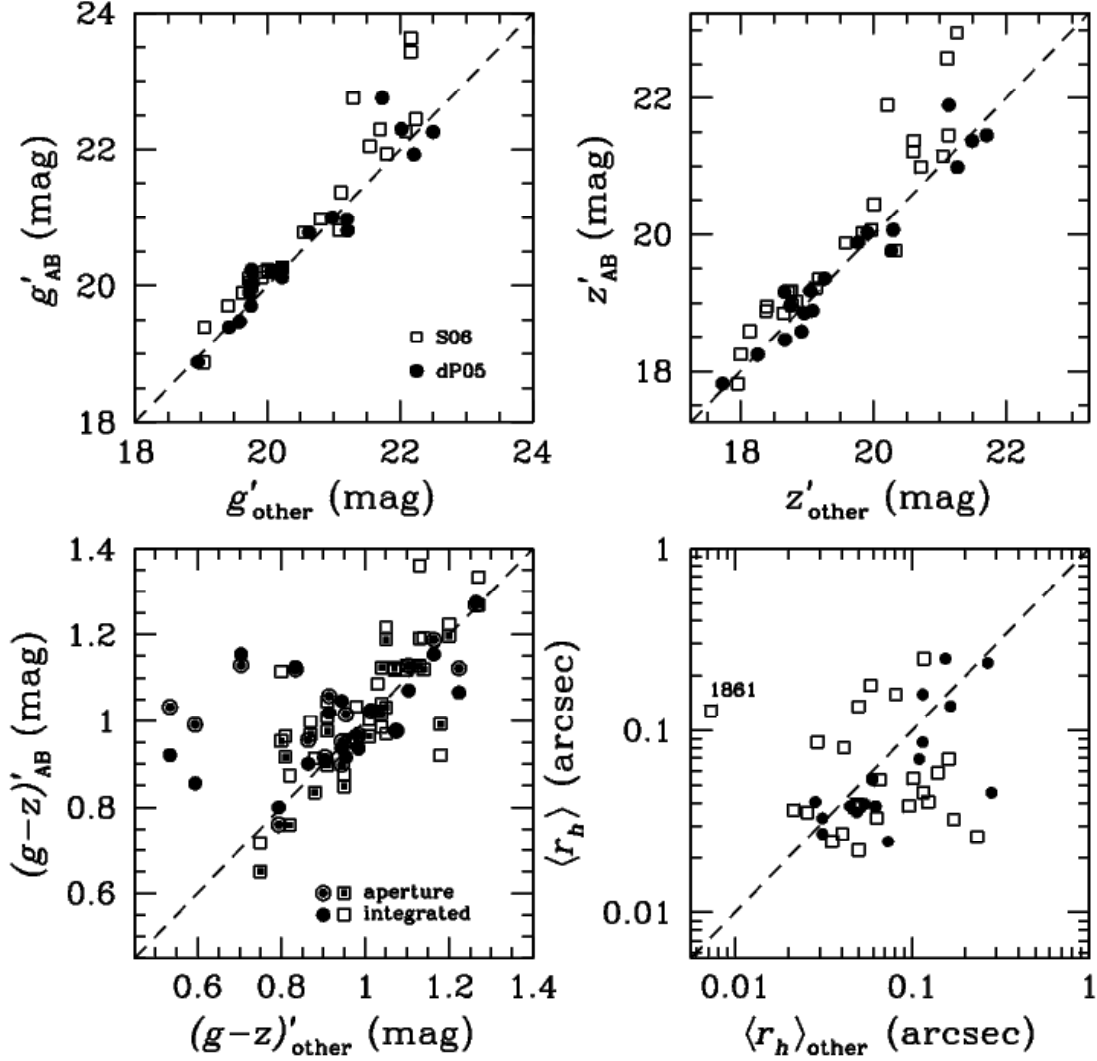 24
22
20
18
g′AB (mag)
□ S06
● dP05
18 20 22 24
g′other (mag)
22
20
18
z′AB (mag)
18 20 22
z′other (mag)
1.4
1.2
1
0.8
0.6
(g−z)′AB (mag)
aperture
integrated
0.6 0.8 1 1.2 1.4
(g−z)′other (mag)
1
0.1
0.01
⟨rh⟩ (arcsec)
1861
0.01 0.1 1
⟨rh⟩other (arcsec)